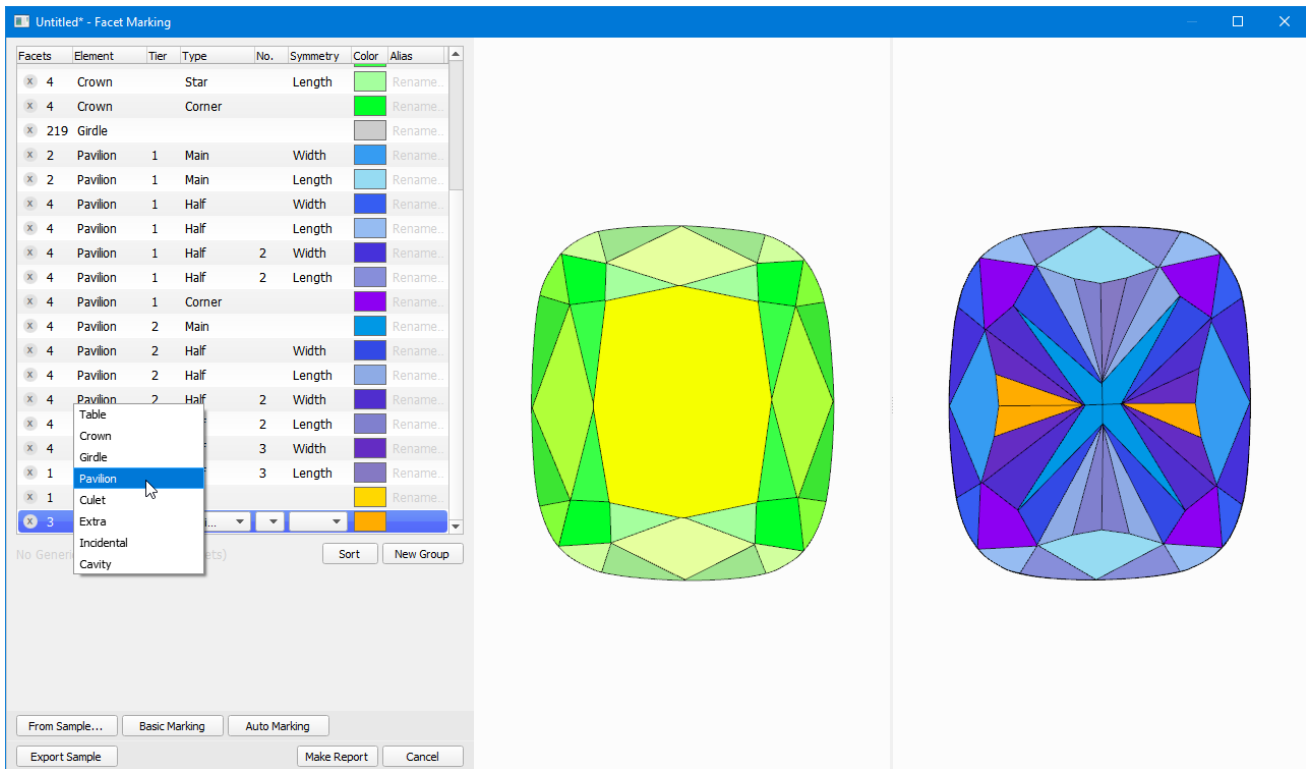 Untitled* - Facet Marking
Facets Element Tier Type No. Symmetry Color Alias
x 4 Crown Star Length Rename..
x 4 Crown Corner Rename..
x 219 Girdle Rename..
x 2 Pavilion 1 Main Width Rename..
x 2 Pavilion 1 Main Length Rename..
x 4 Pavilion 1 Half Width Rename..
x 4 Pavilion 1 Half Length Rename..
x 4 Pavilion 1 Half 2 Width Rename..
x 4 Pavilion 1 Half 2 Length Rename..
x 4 Pavilion 1 Corner Rename..
x 4 Pavilion 2 Main Rename..
x 4 Pavilion 2 Half Width Rename..
x 4 Pavilion 2 Half Length Rename..
x 4 Pavilion 2 Half 2 Width Rename..
x 4 2 Length Rename..
x 4 3 Width Rename..
x 1 3 Length Rename..
x 1 Rename..
x 3
Table
Crown
Girdle
Pavilion
Culet
Extra
Incidental
Cavity
Sort New Group
From Sample... Basic Marking Auto Marking
Export Sample Make Report Cancel